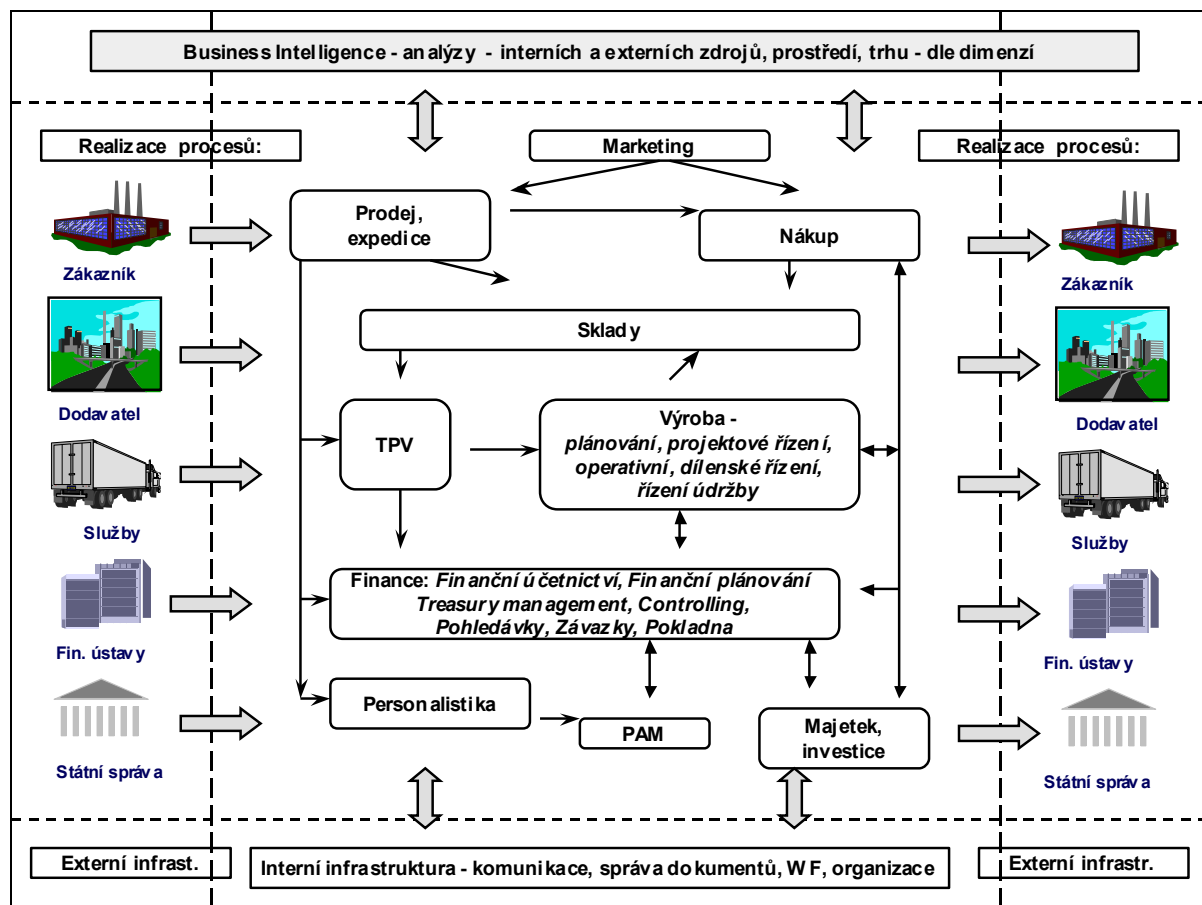 Business Intelligence - analýzy - interních a externích zdrojů, prostředí, trhu - dle dimenzí
Realizace procesů:
Marketing
Realizace procesů:
Prodej,
expedice
Nákup
Zákazník
Zákazník
Sklady
Dodavatel
Dodavatel
TPV
Výroba -
plánování, projektové řízení,
operativní, dílenské řízení,
řízení údržby
Služby
Služby
Finance: Finanční účetnictví, Finanční plánování
Treasury management, Controlling,
Pohledávky, Závazky, Pokladna
Fin. ústavy
Fin. ústavy
Personalistika
PAM
Majetek,
investice
Státní správa
Státní správa
Externí infrast.
Interní infrastruktura - komunikace, správa dokumentů, WF, organizace
Externí infrastr.